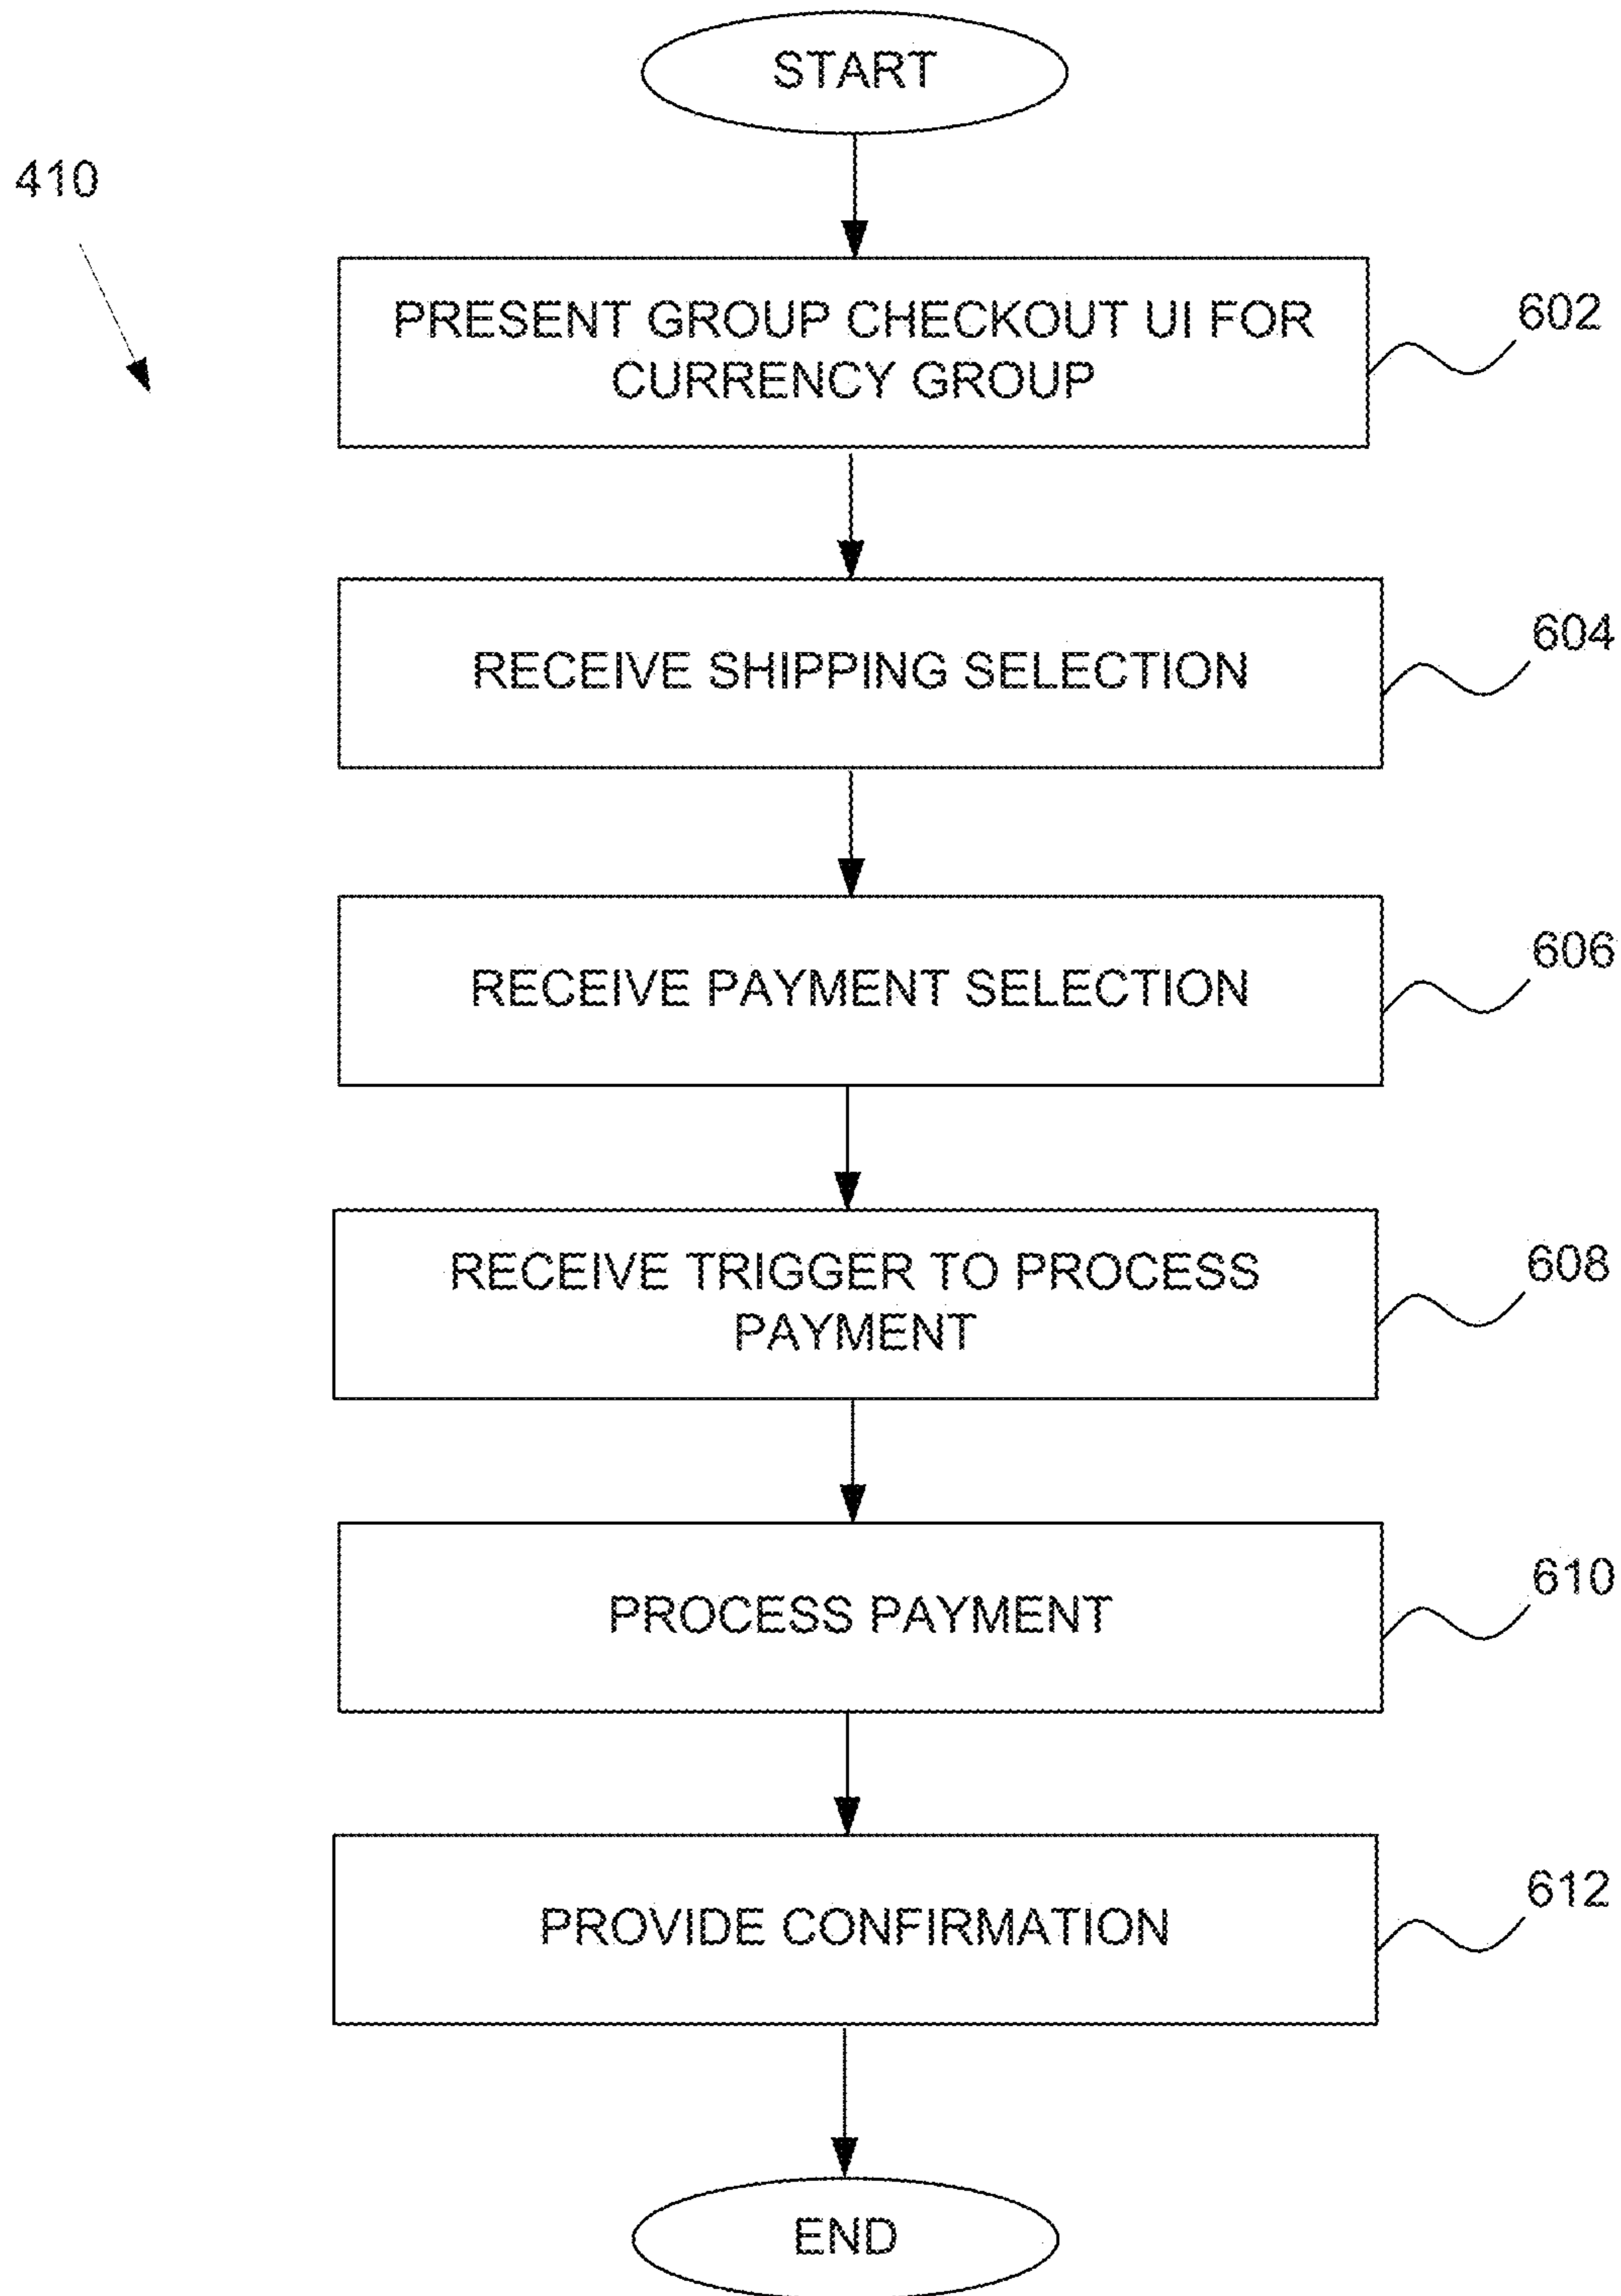 START
410
PRESENT GROUP CHECKOUT UI FOR
CURRENCY GROUP
602
RECEIVE SHIPPING SELECTION
604
RECEIVE PAYMENT SELECTION
606
RECEIVE TRIGGER TO PROCESS
PAYMENT
608
PROCESS PAYMENT
610
PROVIDE CONFIRMATION
612
END